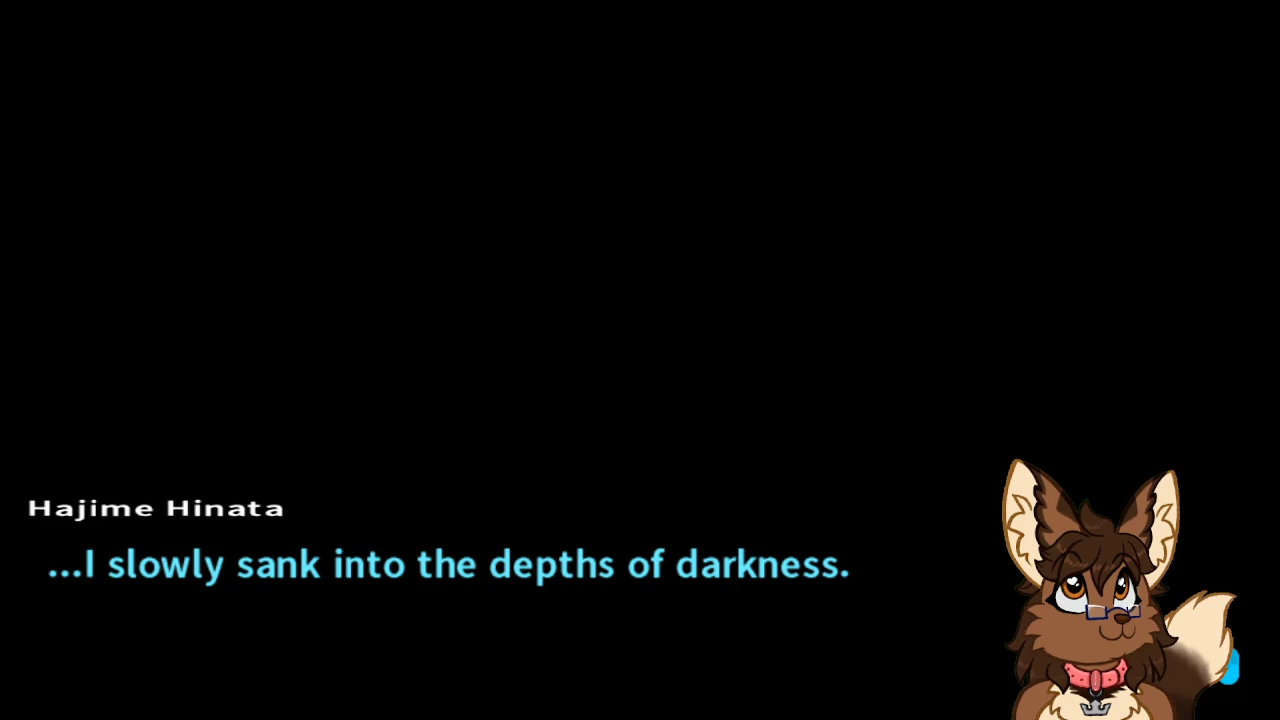 Hajime Hinata
...I slowly sank into the depths of darkness.